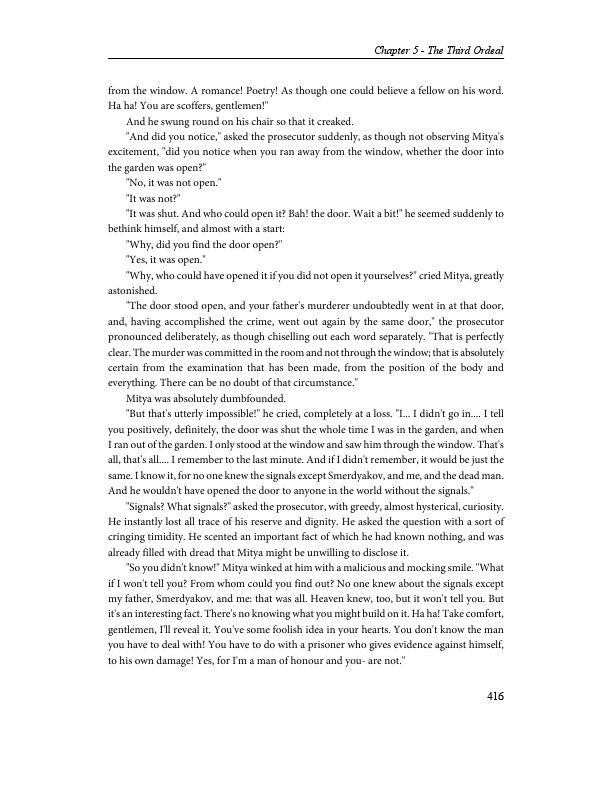 Chapter 5 - The Third Ordeal
from the window. A romance! Poetry! As though one could believe a fellow on his word.
Ha ha! You are scoffers, gentlemen!"
And he swung round on his chair so that it creaked.
"And did you notice," asked the prosecutor suddenly, as though not observing Mitya's
excitement, "did you notice when you ran away from the window, whether the door into
the garden was open?"
"No, it was not open."
"It was not?"
"It was shut. And who could open it? Bah! the door. Wait a bit!" he seemed suddenly to
bethink himself, and almost with a start:
"Why, did you find the door open?"
"Yes, it was open."
"Why, who could have opened it if you did not open it yourselves?" cried Mitya, greatly
astonished.
"The door stood open, and your father's murderer undoubtedly went in at that door,
and, having accomplished the crime, went out again by the same door," the prosecutor
pronounced deliberately, as though chiselling out each word separately. "That is perfectly
clear. The murder was committed in the room and not through the window; that is absolutely
certain from the examination that has been made, from the position of the body and
everything. There can be no doubt of that circumstance."
Mitya was absolutely dumbfounded.
"But that's utterly impossible!" he cried, completely at a loss. "I... I didn't go in.... I tell
you positively, definitely, the door was shut the whole time I was in the garden, and when
I ran out of the garden. I only stood at the window and saw him through the window. That's
all, that's all.... I remember to the last minute. And if I didn't remember, it would be just the
same. I know it, for no one knew the signals except Smerdyakov, and me, and the dead man.
And he wouldn't have opened the door to anyone in the world without the signals."
"Signals? What signals?" asked the prosecutor, with greedy, almost hysterical, curiosity.
He instantly lost all trace of his reserve and dignity. He asked the question with a sort of
cringing timidity. He scented an important fact of which he had known nothing, and was
already filled with dread that Mitya might be unwilling to disclose it.
"So you didn't know!" Mitya winked at him with a malicious and mocking smile. "What
if I won't tell you? From whom could you find out? No one knew about the signals except
my father, Smerdyakov, and me: that was all. Heaven knew, too, but it won't tell you. But
it's an interesting fact. There's no knowing what you might build on it. Ha ha! Take comfort,
gentlemen, I'll reveal it. You've some foolish idea in your hearts. You don't know the man
you have to deal with! You have to do with a prisoner who gives evidence against himself,
to his own damage! Yes, for I'm a man of honour and you- are not."
416